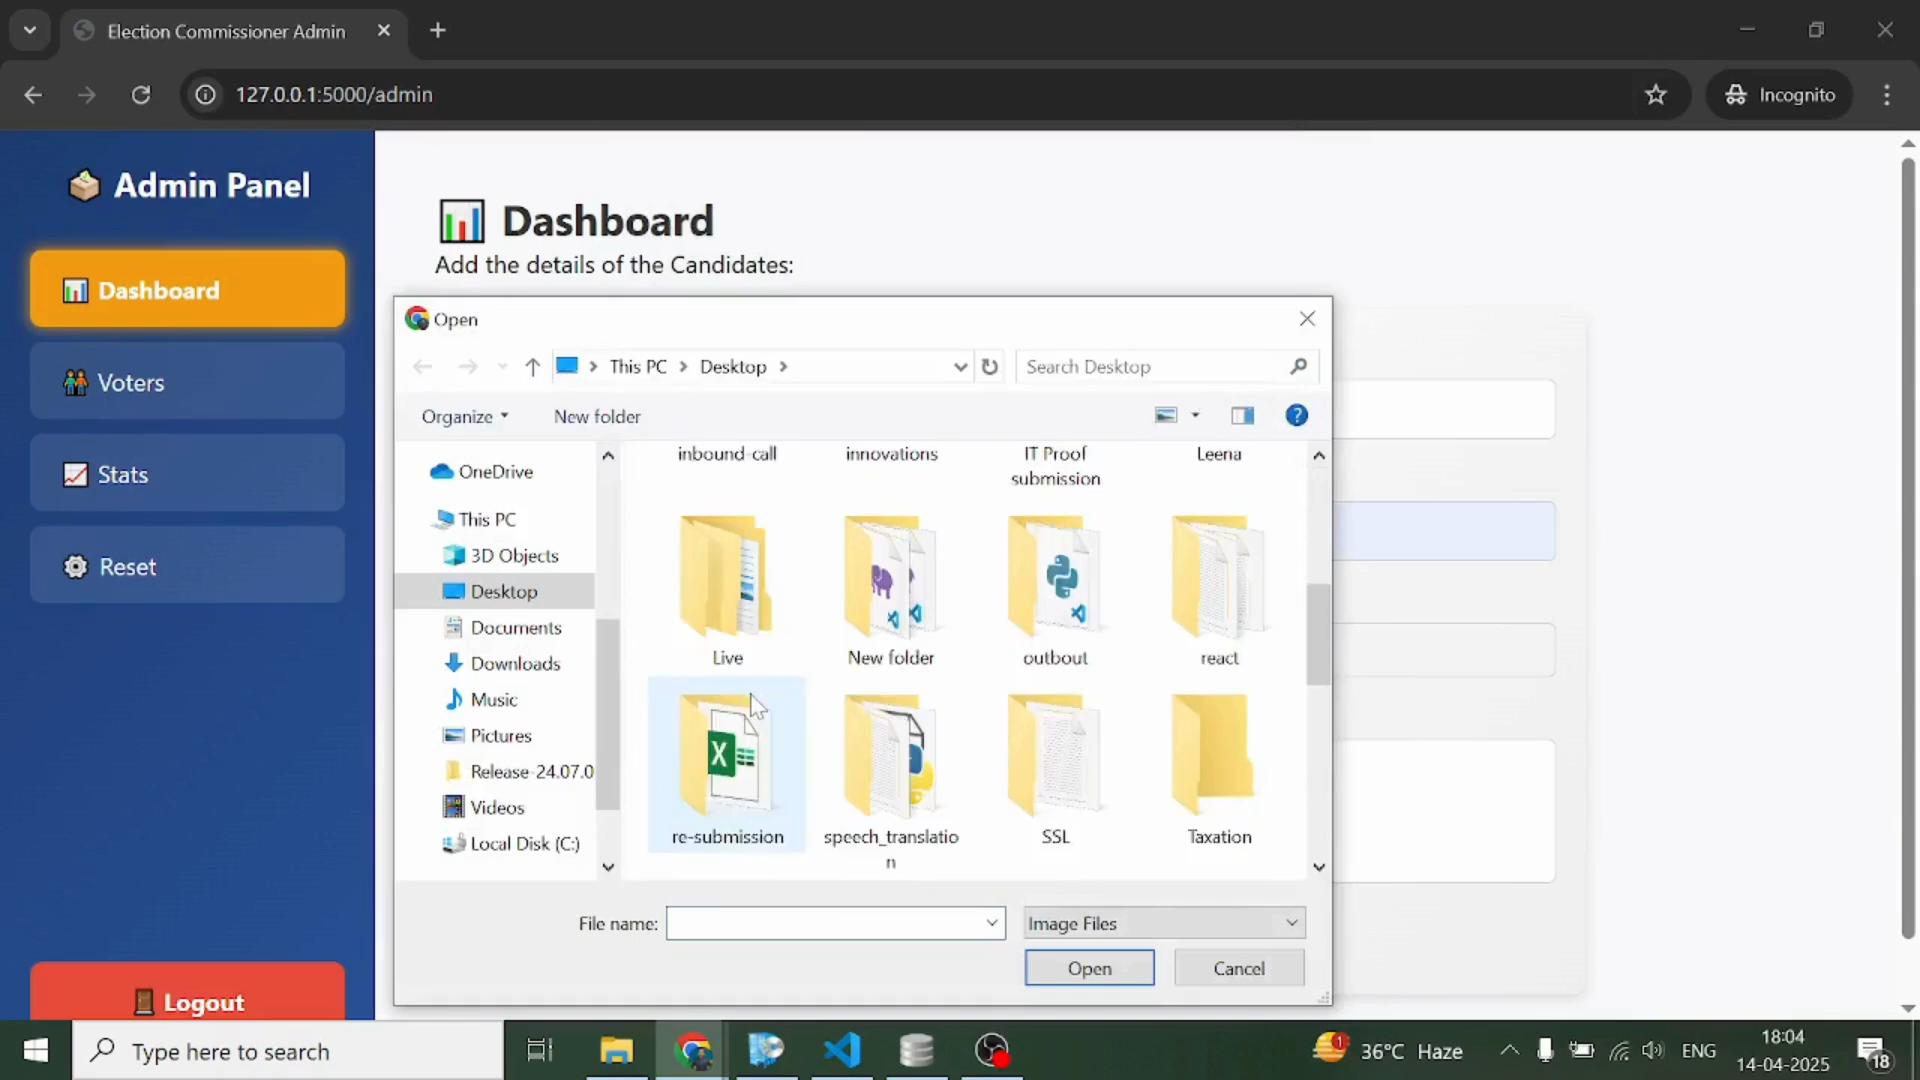 Election Commissioner Admin
127.0.0.1:5000/admin
Incognito
Admin Panel
Dashboard
Voters
Stats
Reset
Logout
Dashboard
Add the details of the Candidates:
Open
This PC
Desktop
Search Desktop
Organize
New folder
OneDrive
This PC
3D Objects
Desktop
Documents
Downloads
Music
Pictures
Release-24.07.0
Videos
Local Disk (C:)
inbound-call
innovations
IT Proof
submission
Leena
Live
New folder
outbout
react
re-submission
speech_translatio
n
SSL
Taxation
File name:
Image Files
Open
Cancel
Type here to search
1
36°C Haze
ENG
18:04
14-04-2025
18